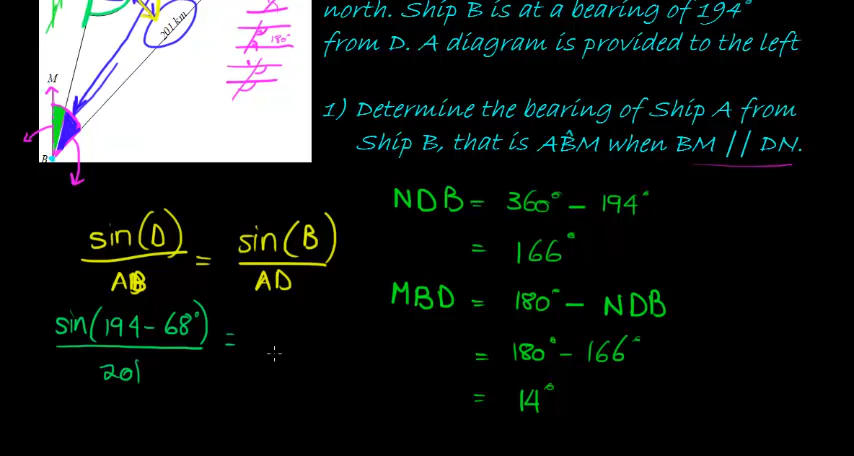 north. Ship B is at a bearing of 194°
from D. A diagram is provided to the left
201 km
180°
M
B
1) Determine the bearing of Ship A from
Ship B, that is AB̂M when BM // DN.
NDB = 360° - 194°
= 166°
MBD = 180° - NDB
= 180° - 166°
= 14°
sin(D)/AB = sin(B)/AD
sin(194-68°)/201 =